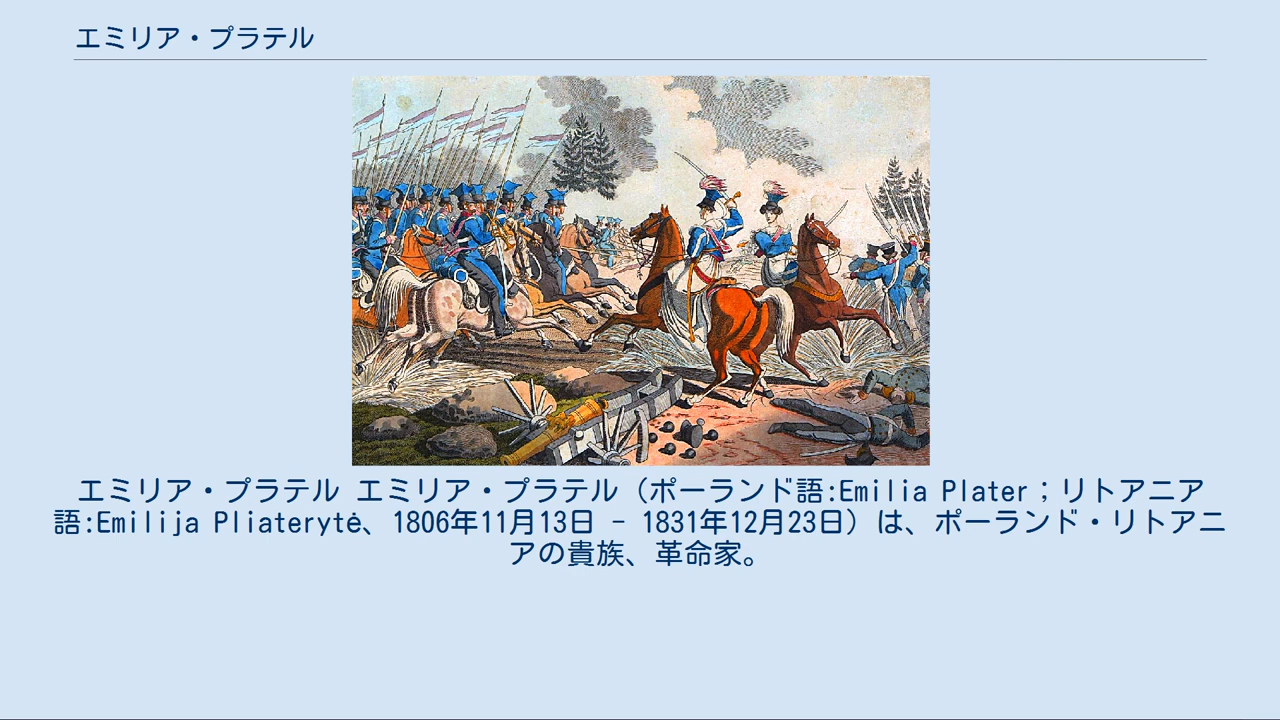 エミリア・プラテル
エミリア・プラテル エミリア・プラテル（ポーランド語:Emilia Plater；リトアニア
語:Emilija Pliaterytė、1806年11月13日 – 1831年12月23日）は、ポーランド・リトアニ
アの貴族、革命家。